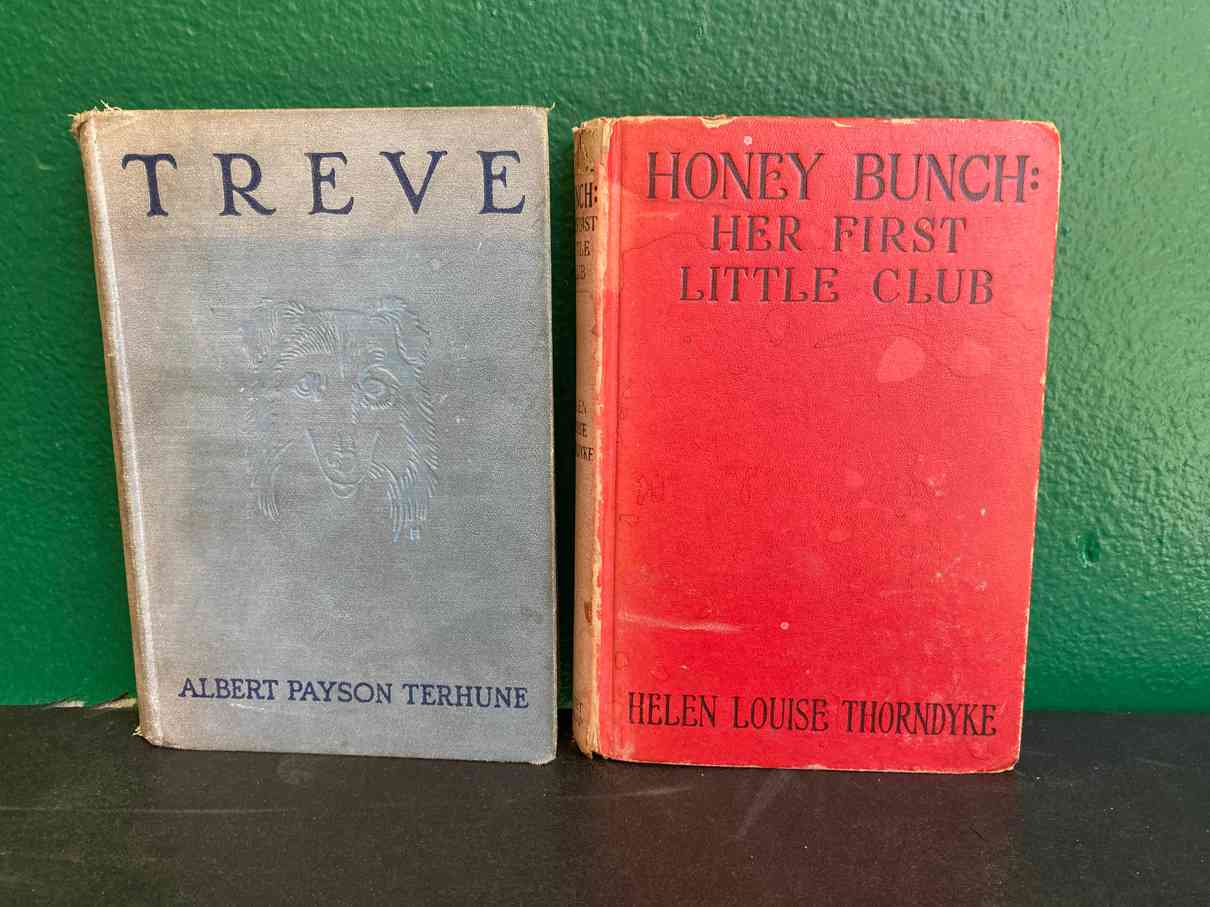 TREVE
ALBERT PAYSON TERHUNE
HONEY BUNCH:
HER FIRST
LITTLE CLUB
HELEN LOUISE THORNDYKE